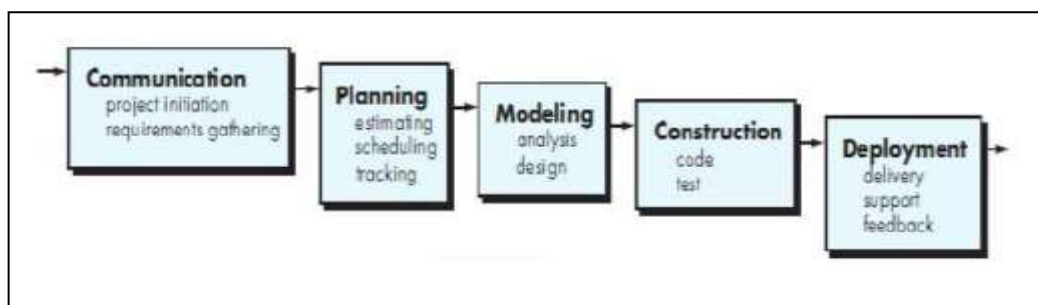 Communication
project initiation
requirements gathering
Planning
estimating
scheduling
tracking
Modeling
analysis
design
Construction
code
test
Deployment
delivery
support
feedback